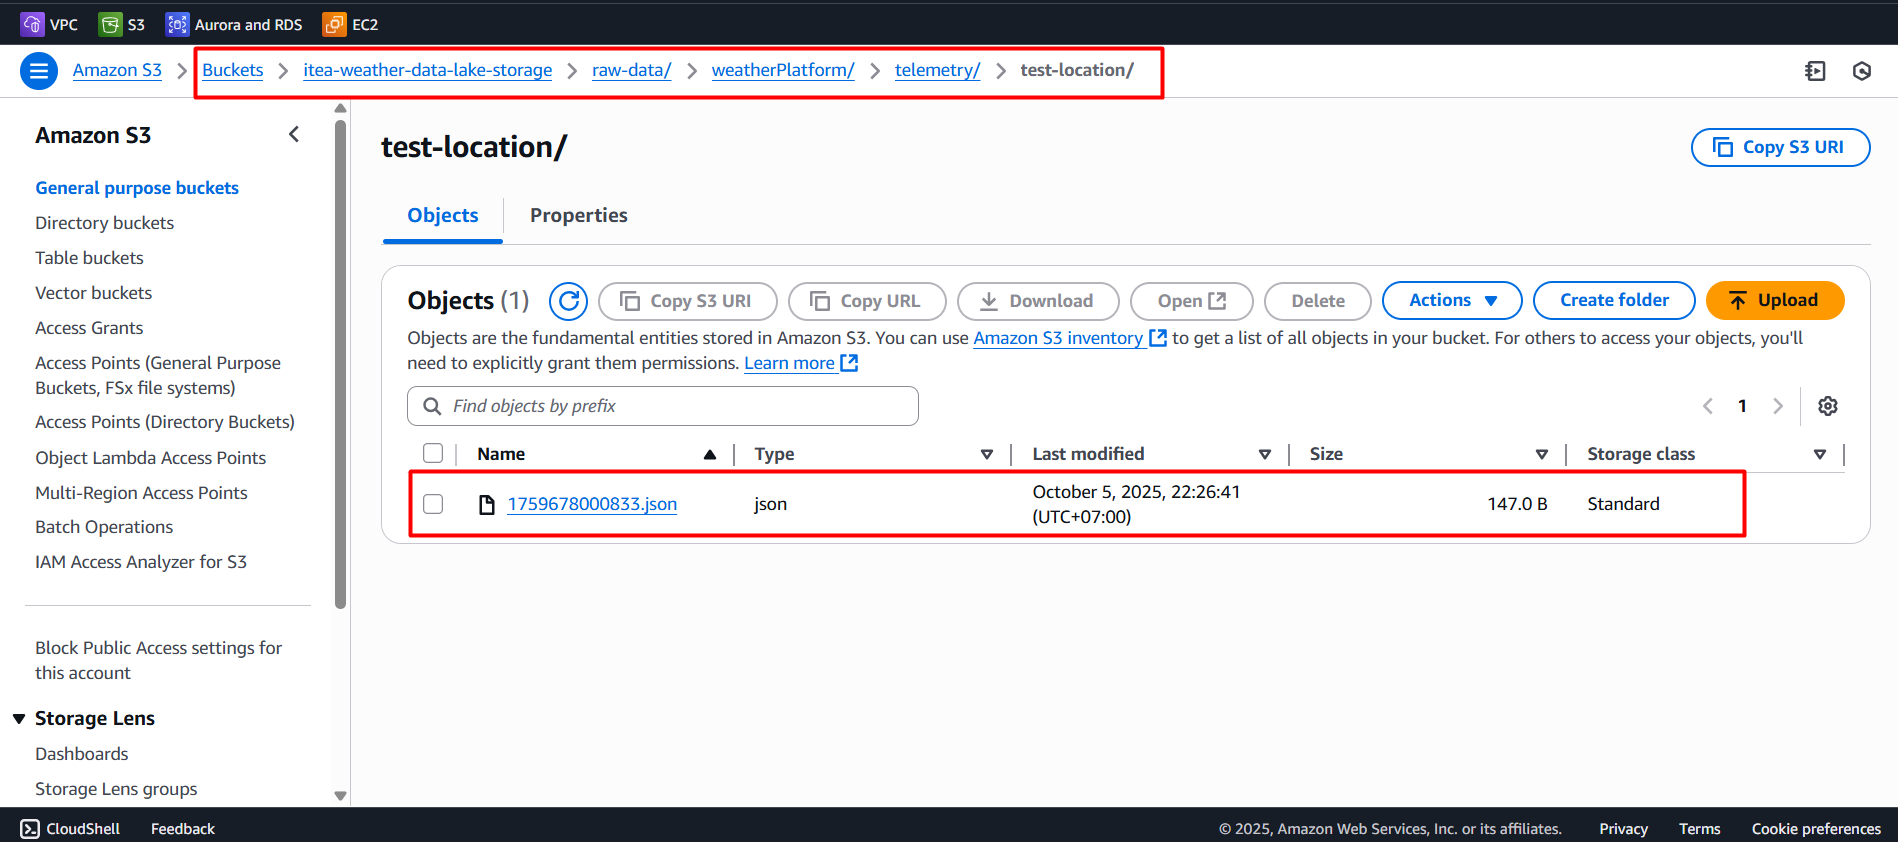 VPC S3 Aurora and RDS EC2
Amazon S3 Buckets itea-weather-data-lake-storage raw-data/ weatherPlatform/ telemetry/ test-location/
Amazon S3
General purpose buckets
Directory buckets
Table buckets
Vector buckets
Access Grants
Access Points (General Purpose
Buckets, FSx file systems)
Access Points (Directory Buckets)
Object Lambda Access Points
Multi-Region Access Points
Batch Operations
IAM Access Analyzer for S3
Block Public Access settings for
this account
Storage Lens
Dashboards
Storage Lens groups
test-location/
Copy S3 URI
Objects Properties
Objects (1) Copy S3 URI Copy URL Download Open Delete Actions Create folder Upload
Objects are the fundamental entities stored in Amazon S3. You can use Amazon S3 inventory to get a list of all objects in your bucket. For others to access your objects, you'll
need to explicitly grant them permissions. Learn more
Find objects by prefix
1
Name Type Last modified Size Storage class
1759678000833.json json October 5, 2025, 22:26:41 147.0 B Standard
(UTC+07:00)
CloudShell Feedback © 2025, Amazon Web Services, Inc. or its affiliates. Privacy Terms Cookie preferences